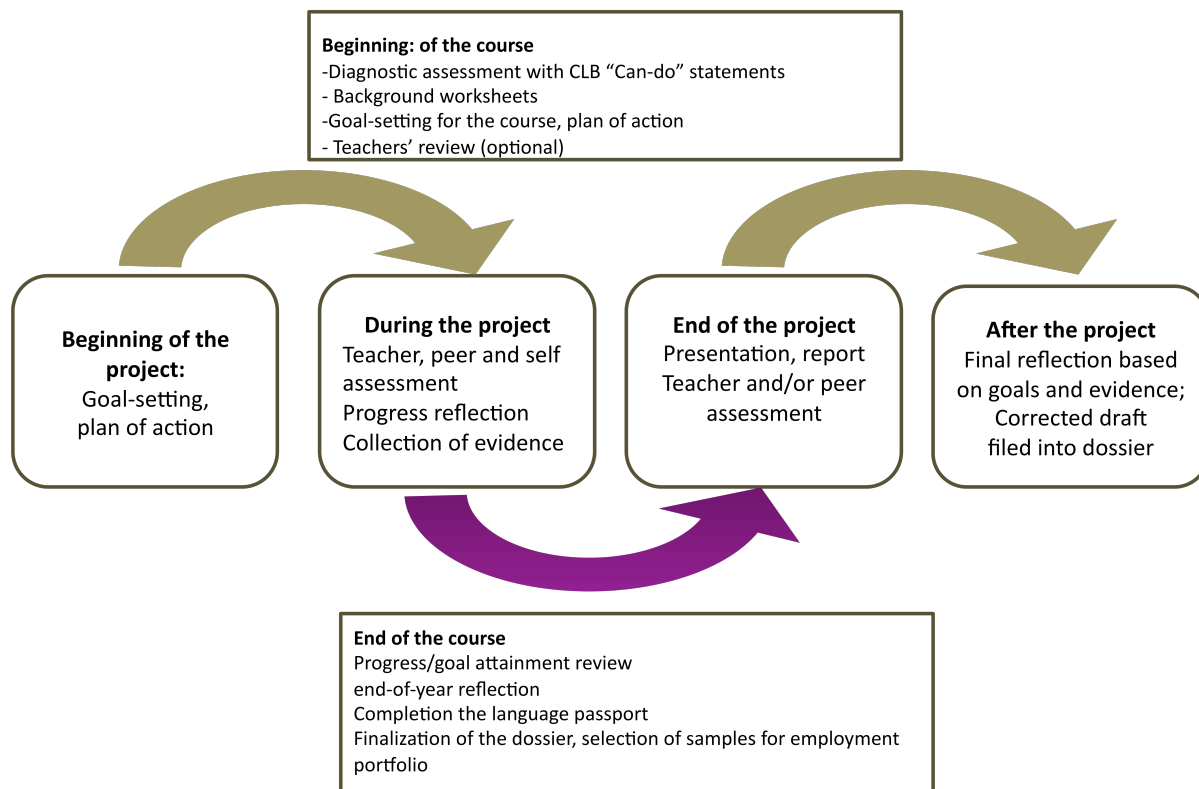 Beginning: of the course
-Diagnostic assessment with CLB “Can-do” statements
- Background worksheets
-Goal-setting for the course, plan of action
- Teachers’ review (optional)
Beginning of the
project:
Goal-setting,
plan of action
During the project
Teacher, peer and self
assessment
Progress reflection
Collection of evidence
End of the project
Presentation, report
Teacher and/or peer
assessment
After the project
Final reflection based
on goals and evidence;
Corrected draft
filed into dossier
End of the course
Progress/goal attainment review
end-of-year reflection
Completion the language passport
Finalization of the dossier, selection of samples for employment
portfolio